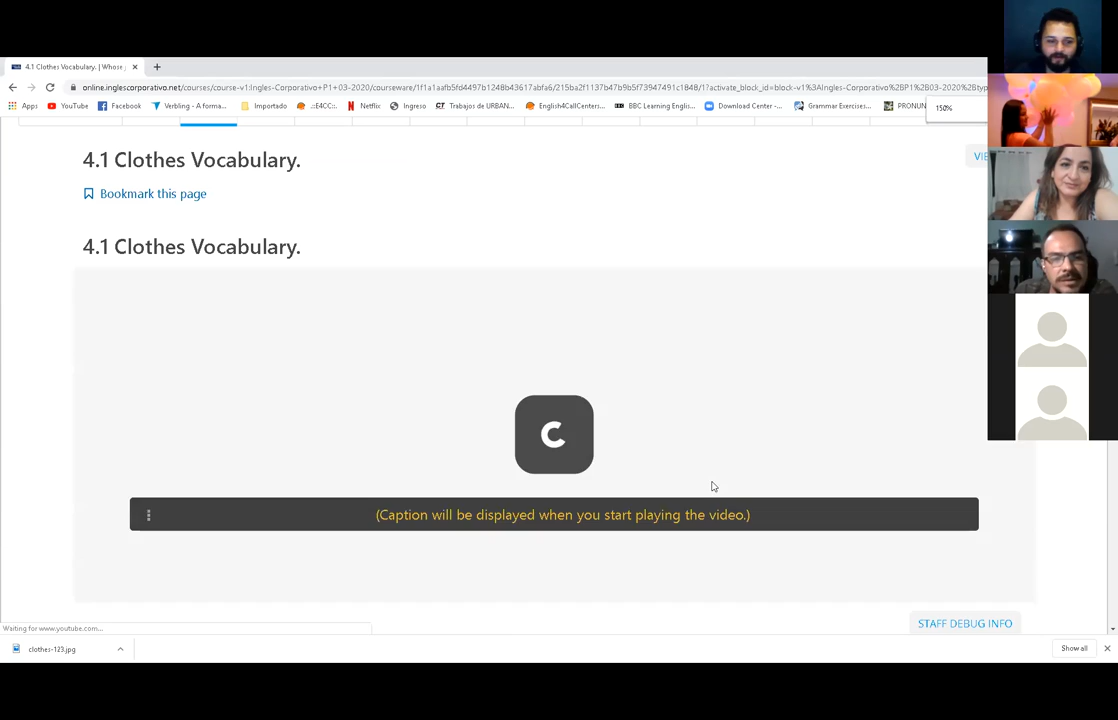 4.1 Clothes Vocabulary. | Whose
online.inglescorporativo.net/courses/course-v1:Ingles-Corporativo+P1+03-2020/courseware/1f1a1aafb5fd4497b1248b43617abfa6/215ba2f1137b47b9b5f73947491c1848/1?activate_block_id=block-v1%3AIngles-Corporativo%2BP1%2B03-2020%2Btyp
Apps YouTube Facebook Verbling - A forma... Importado .::E4CC::. Netflix Ingreso Trabajos de URBAN... English4CallCenters... BBC Learning Englis... Download Center -... Grammar Exercises... PRONUN
150%
4.1 Clothes Vocabulary.
VIE
Bookmark this page
4.1 Clothes Vocabulary.
(Caption will be displayed when you start playing the video.)
STAFF DEBUG INFO
Waiting for www.youtube.com...
clothes-123.jpg
Show all